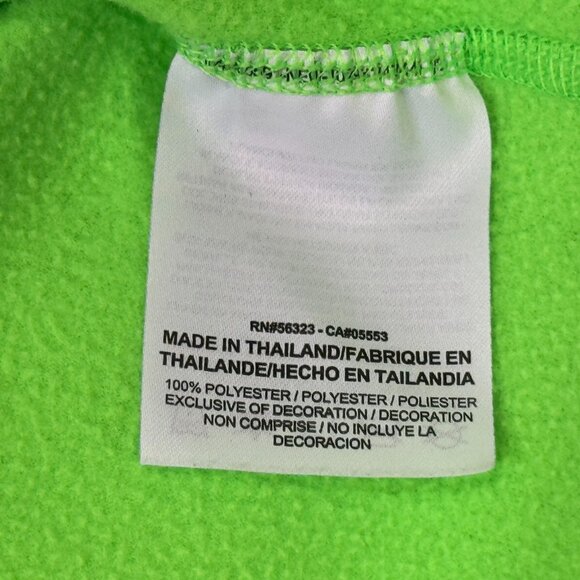 RN#56323 - CA#05553
MADE IN THAILAND/FABRIQUE EN
THAILANDE/HECHO EN TAILANDIA
100% POLYESTER / POLYESTER / POLIESTER
EXCLUSIVE OF DECORATION / DECORATION
NON COMPRISE / NO INCLUYE LA
DECORACION